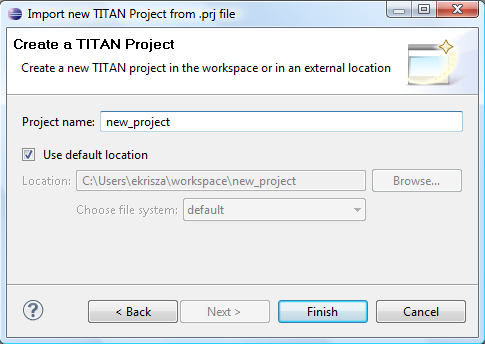 Import new TITAN Project from .prj file
Create a TITAN Project
Create a new TITAN project in the workspace or in an external location
Project name: new_project
Use default location
Location: C:\Users\ekrisza\workspace\new_project Browse...
Choose file system: default
? < Back Next > Finish Cancel